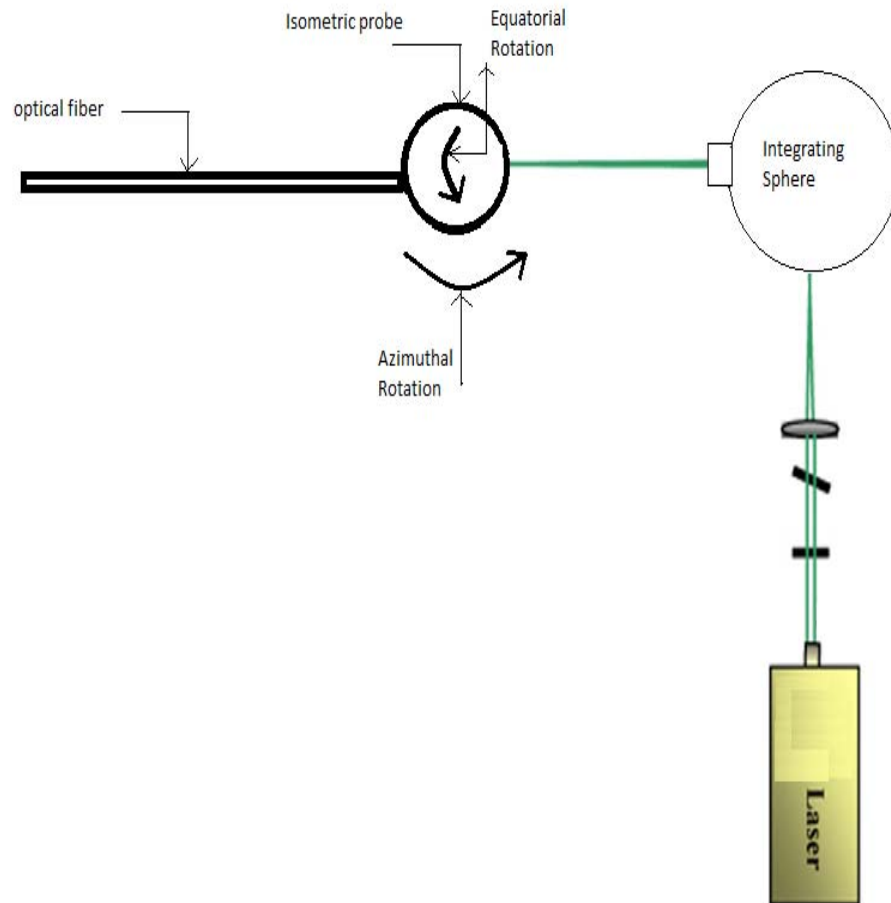 Isometric probe
Equatorial
Rotation
optical fiber
Integrating
Sphere
Azimuthal
Rotation
Laser